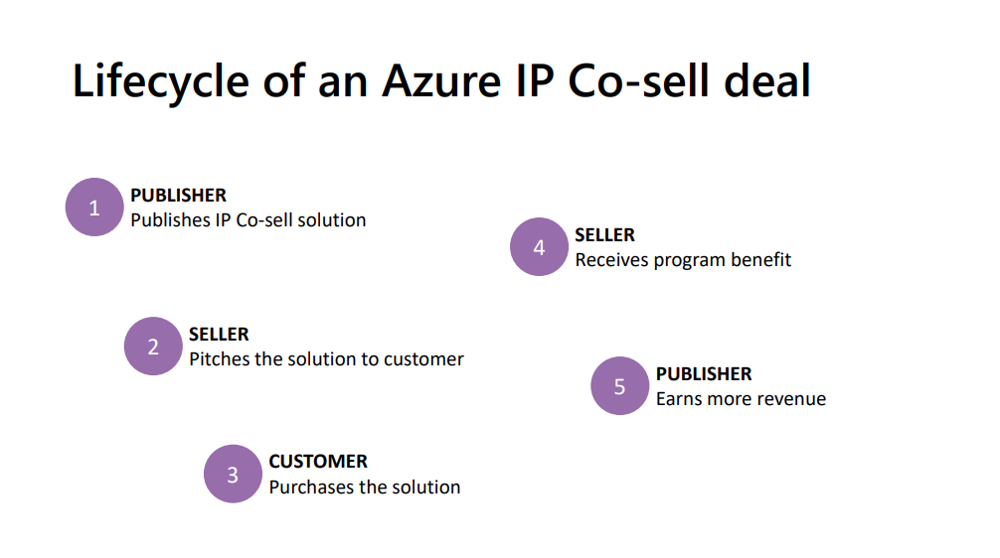 Lifecycle of an Azure IP Co-sell deal
1
PUBLISHER
Publishes IP Co-sell solution
2
SELLER
Pitches the solution to customer
3
CUSTOMER
Purchases the solution
4
SELLER
Receives program benefit
5
PUBLISHER
Earns more revenue